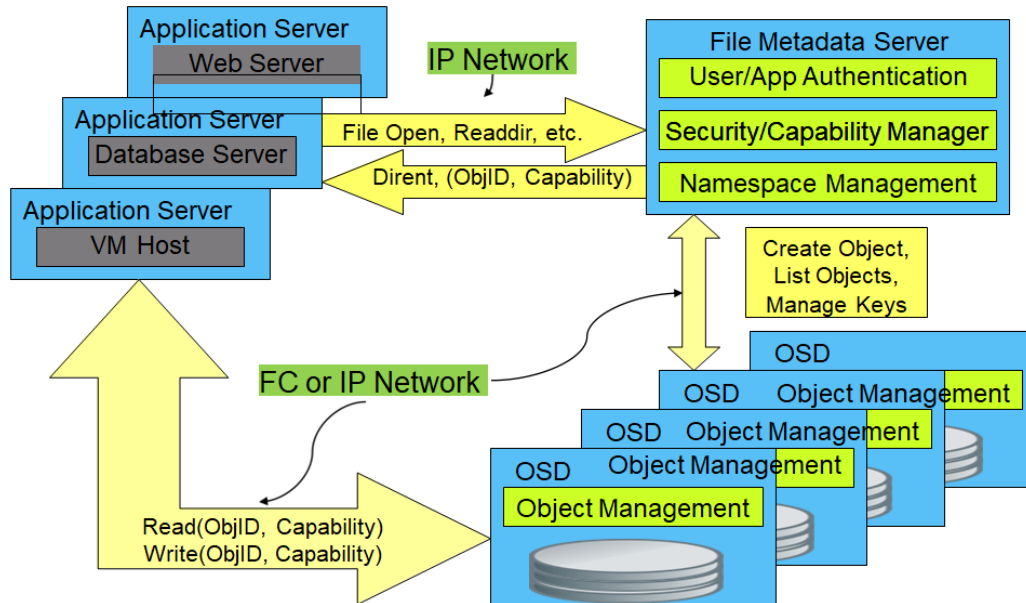 Application Server
Web Server
Application Server
Database Server
Application Server
VM Host
IP Network
File Open, Readdir, etc.
Dirent, (ObjID, Capability)
File Metadata Server
User/App Authentication
Security/Capability Manager
Namespace Management
Create Object,
List Objects,
Manage Keys
FC or IP Network
Read(ObjID, Capability)
Write(ObjID, Capability)
OSD
Object Management
OSD
Object Management
OSD
Object Management
OSD
Object Management